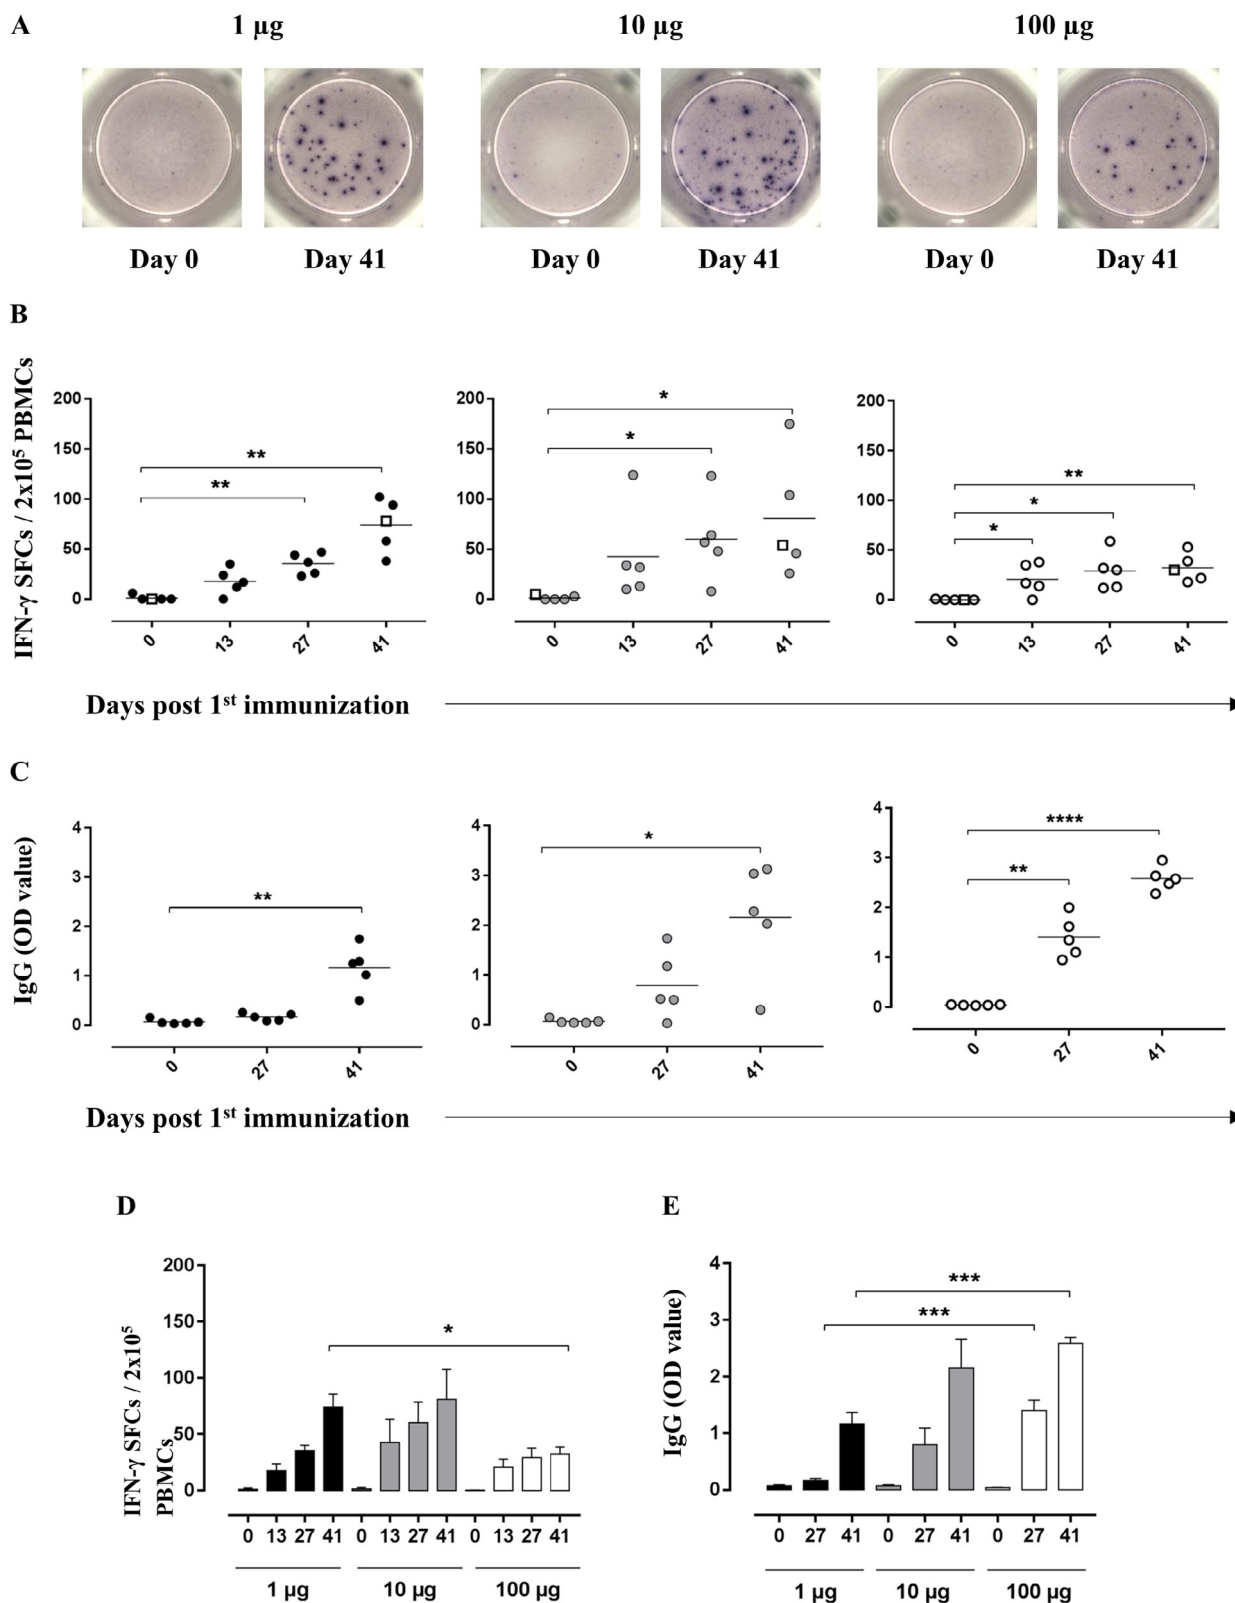 A
1 µg 10 µg 100 µg
Day 0 Day 41 Day 0 Day 41 Day 0 Day 41
B
IFN-γ SFCs / 2x10⁵ PBMCs
200 150 100 50 0
** **
0 13 27 41
200 150 100 50 0
* *
0 13 27 41
200 150 100 50 0
** * *
0 13 27 41
Days post 1ˢᵗ immunization
C
IgG (OD value)
4 3 2 1 0
**
0 27 41
4 3 2 1 0
*
0 27 41
4 3 2 1 0
**** **
0 27 41
Days post 1ˢᵗ immunization
D
IFN-γ SFCs / 2x10⁵
PBMCs
200 150 100 50 0
*
0 13 27 41 0 13 27 41 0 13 27 41
1 µg 10 µg 100 µg
E
IgG (OD value)
4 3 2 1 0
***
***
0 27 41 0 27 41 0 27 41
1 µg 10 µg 100 µg